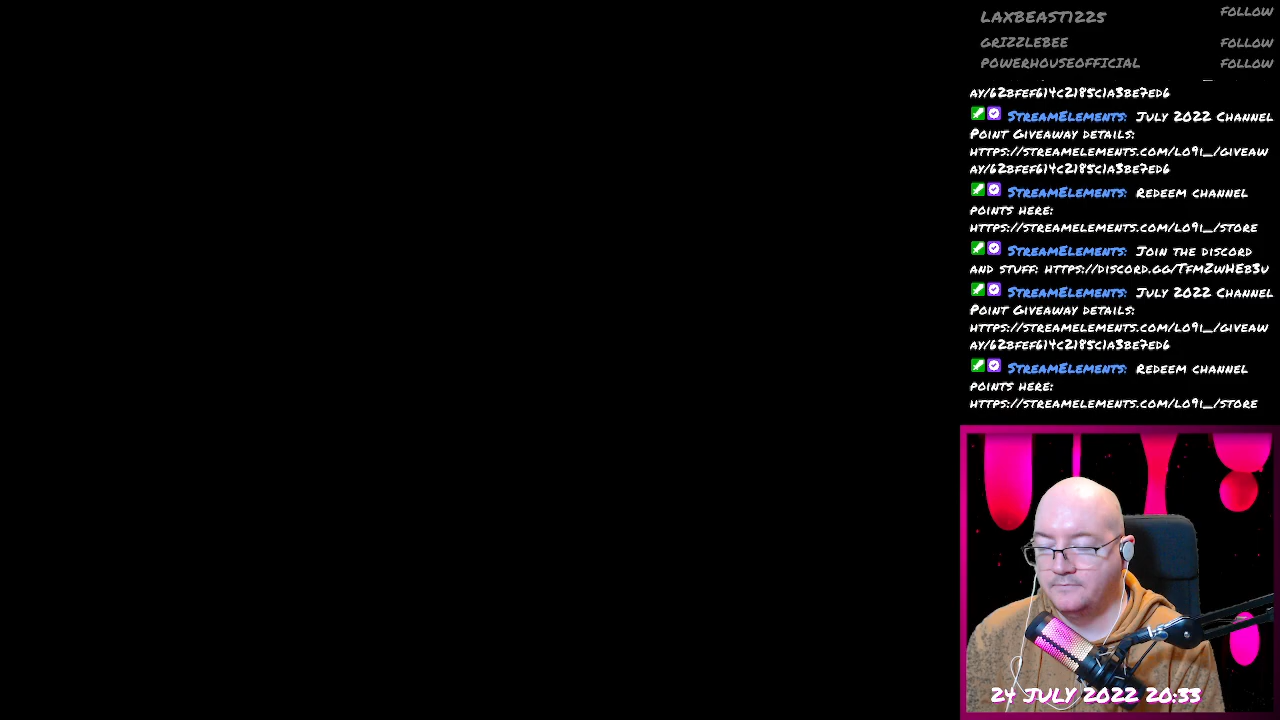 LAXBEAST1225 FOLLOW
GRIZZLEBEE FOLLOW
POWERHOUSEOFFICIAL FOLLOW
AY/62BFEF614C2185C1A3BE7ED6
STREAMELEMENTS: JULY 2022 CHANNEL
POINT GIVEAWAY DETAILS:
HTTPS://STREAMELEMENTS.COM/LO9I_/GIVEAW
AY/62BFEF614C2185C1A3BE7ED6
STREAMELEMENTS: REDEEM CHANNEL
POINTS HERE:
HTTPS://STREAMELEMENTS.COM/LO9I_/STORE
STREAMELEMENTS: JOIN THE DISCORD
AND STUFF: HTTPS://DISCORD.GG/TFMZWHE83U
STREAMELEMENTS: JULY 2022 CHANNEL
POINT GIVEAWAY DETAILS:
HTTPS://STREAMELEMENTS.COM/LO9I_/GIVEAW
AY/62BFEF614C2185C1A3BE7ED6
STREAMELEMENTS: REDEEM CHANNEL
POINTS HERE:
HTTPS://STREAMELEMENTS.COM/LO9I_/STORE
24 JULY 2022 20:33